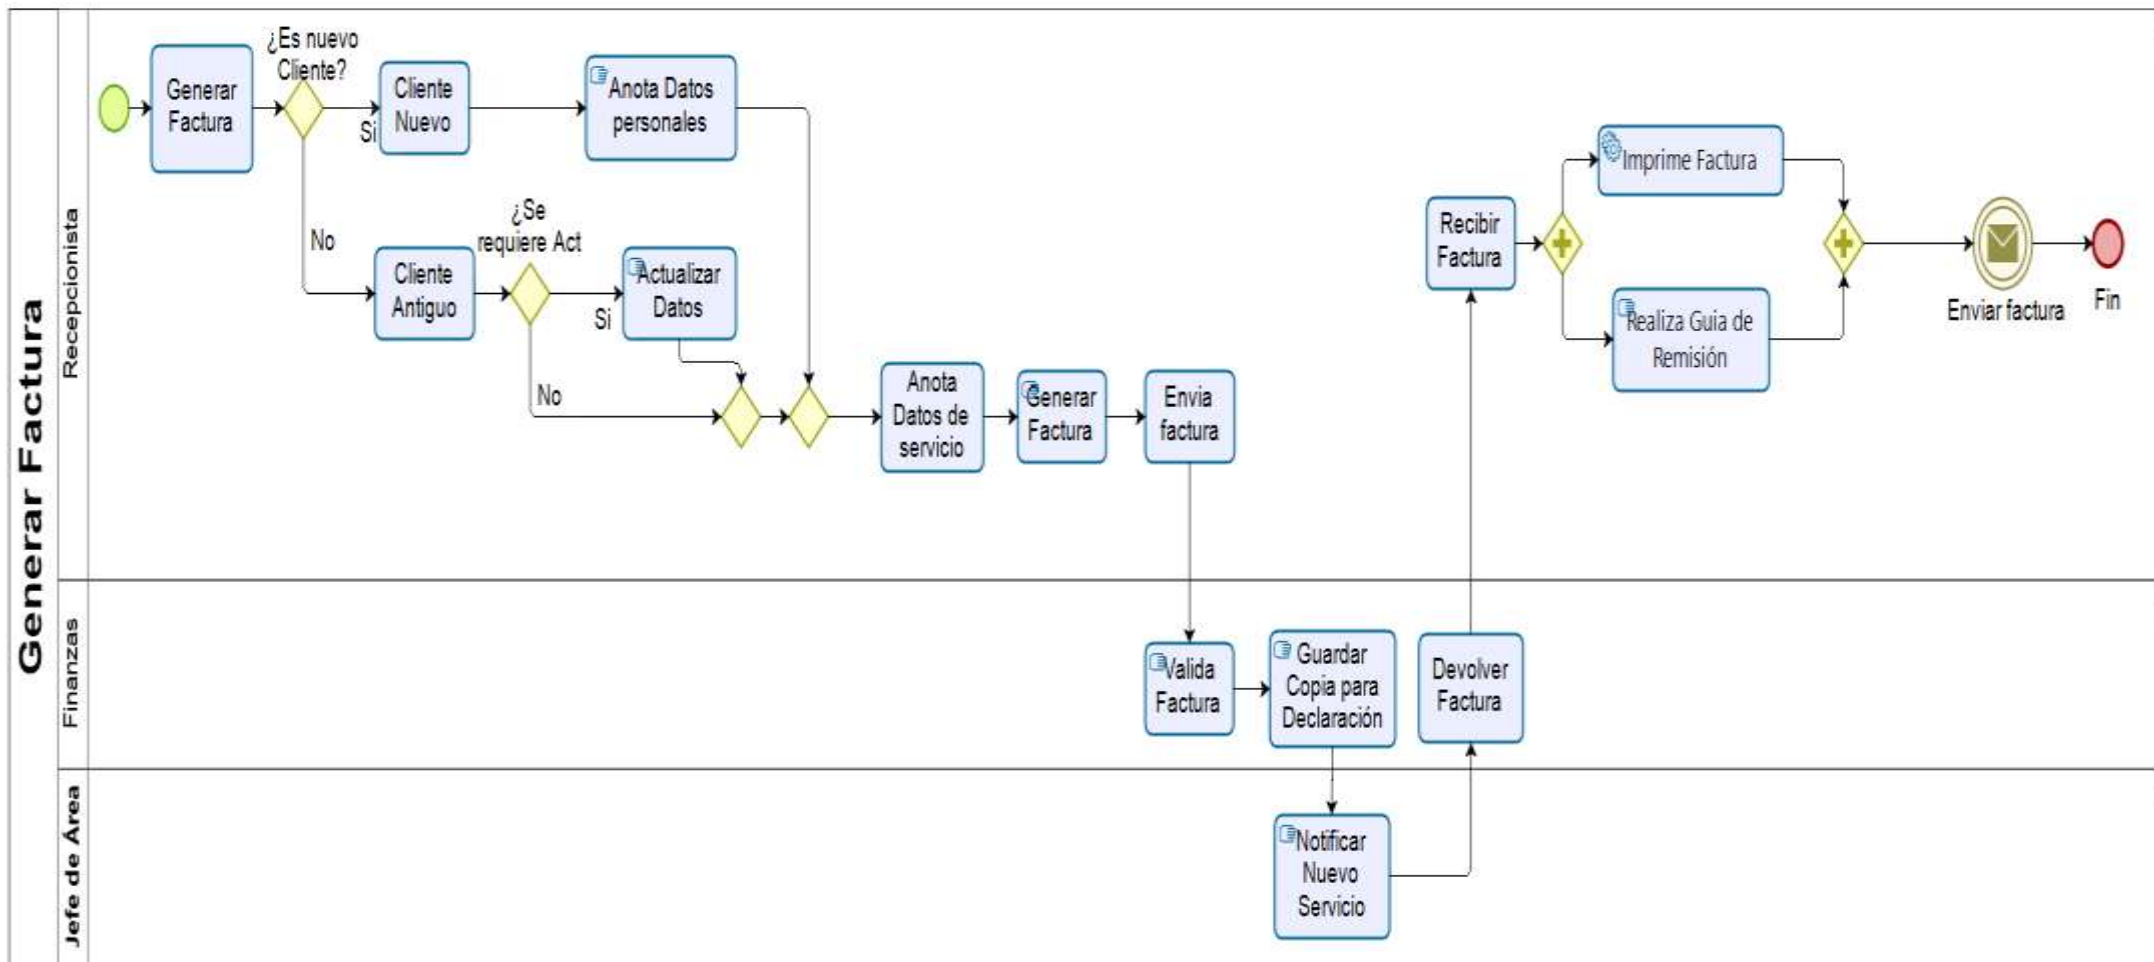 Generar Factura
Recepcionista
Generar
Factura
¿Es nuevo
Cliente?
Si
Cliente
Nuevo
Anota Datos
personales
No
Cliente
Antiguo
¿Se
requiere Act
Si
Actualizar
Datos
No
Anota
Datos de
servicio
Generar
Factura
Envia
factura
Recibir
Factura
Imprime Factura
Realiza Guia de
Remisión
Enviar factura
Fin
Finanzas
Valida
Factura
Guardar
Copia para
Declaración
Devolver
Factura
Jefe de Área
Notificar
Nuevo
Servicio